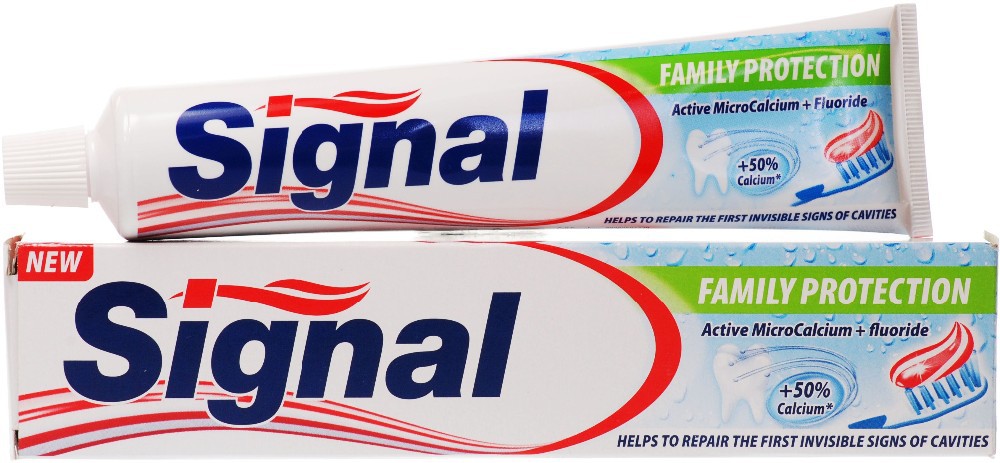 Signal
FAMILY PROTECTION
Active MicroCalcium + Fluoride
+50%
Calcium*
HELPS TO REPAIR THE FIRST INVISIBLE SIGNS OF CAVITIES
NEW
Signal
FAMILY PROTECTION
Active MicroCalcium + fluoride
+50%
Calcium*
HELPS TO REPAIR THE FIRST INVISIBLE SIGNS OF CAVITIES